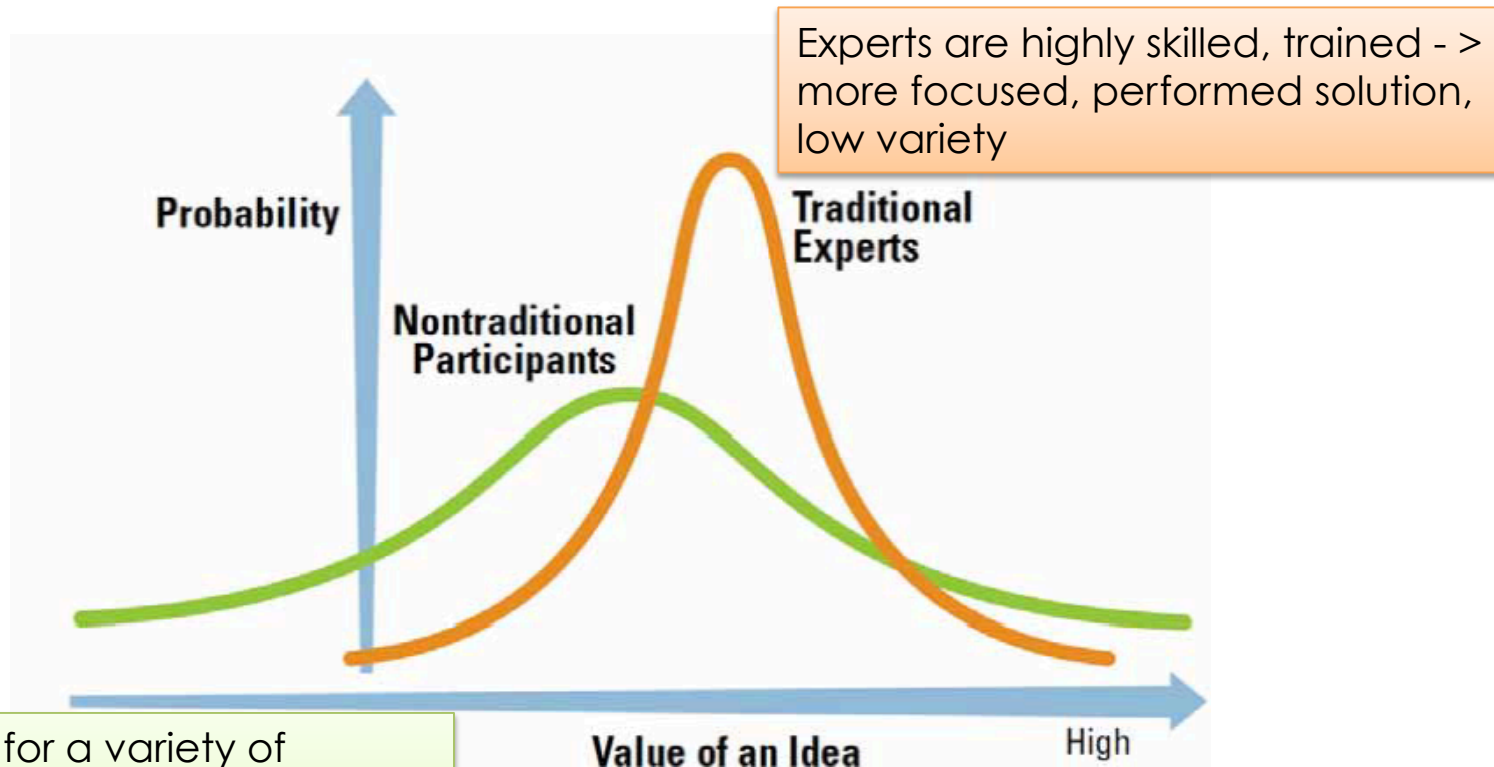 Experts are highly skilled, trained - >
more focused, performed solution,
low variety
Probability
Traditional
Experts
Nontraditional
Participants
for a variety of
Value of an Idea
High